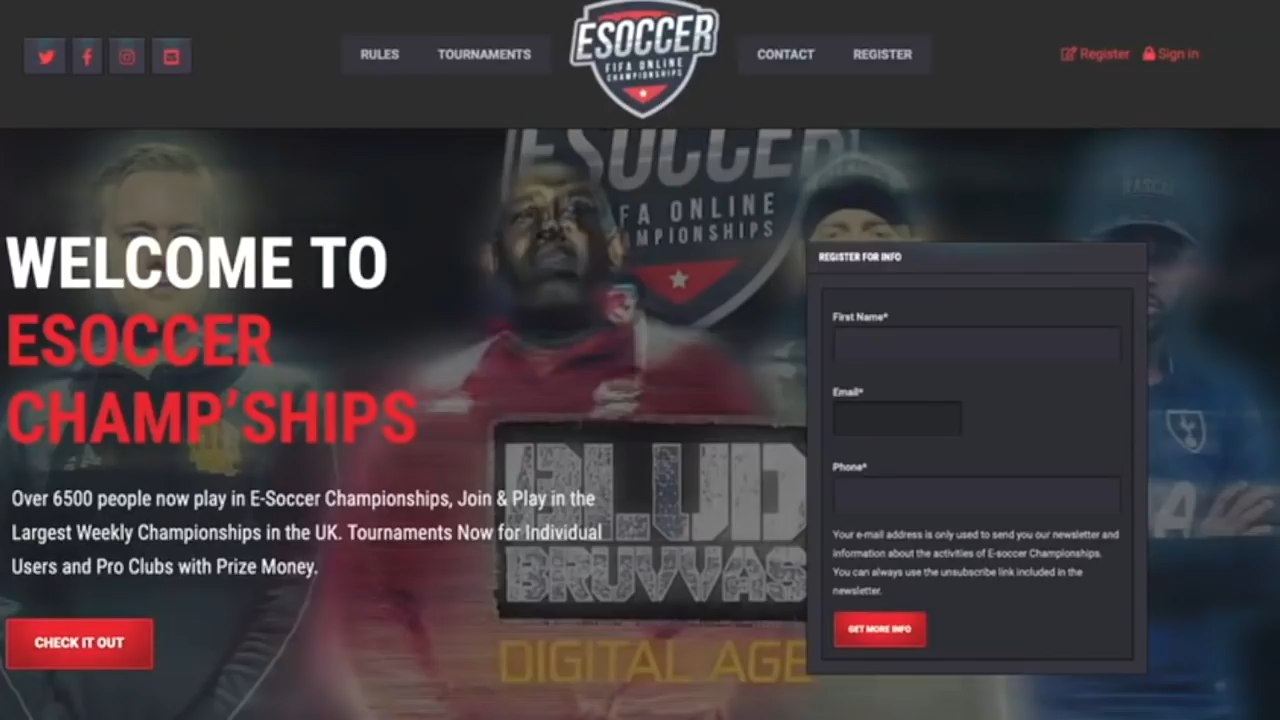 RULES
TOURNAMENTS
ESOCCER
FIFA ONLINE
CHAMPIONSHIPS
CONTACT
REGISTER
Register
Sign in
ESOCCER
FA ONLINE
MPIONSHIPS
RASCAL
WELCOME TO
ESOCCER
CHAMP'SHIPS
Over 6500 people now play in E-Soccer Championships, Join & Play in the
Largest Weekly Championships in the UK. Tournaments Now for Individual
Users and Pro Clubs with Prize Money.
CHECK IT OUT
BLUD
BRUVVAS
DIGITAL AGE
REGISTER FOR INFO
First Name*
Email*
Phone*
Your e-mail address is only used to send you our newsletter and
information about the activities of E-soccer Championships.
You can always use the unsubscribe link included in the
newsletter.
GET MORE INFO